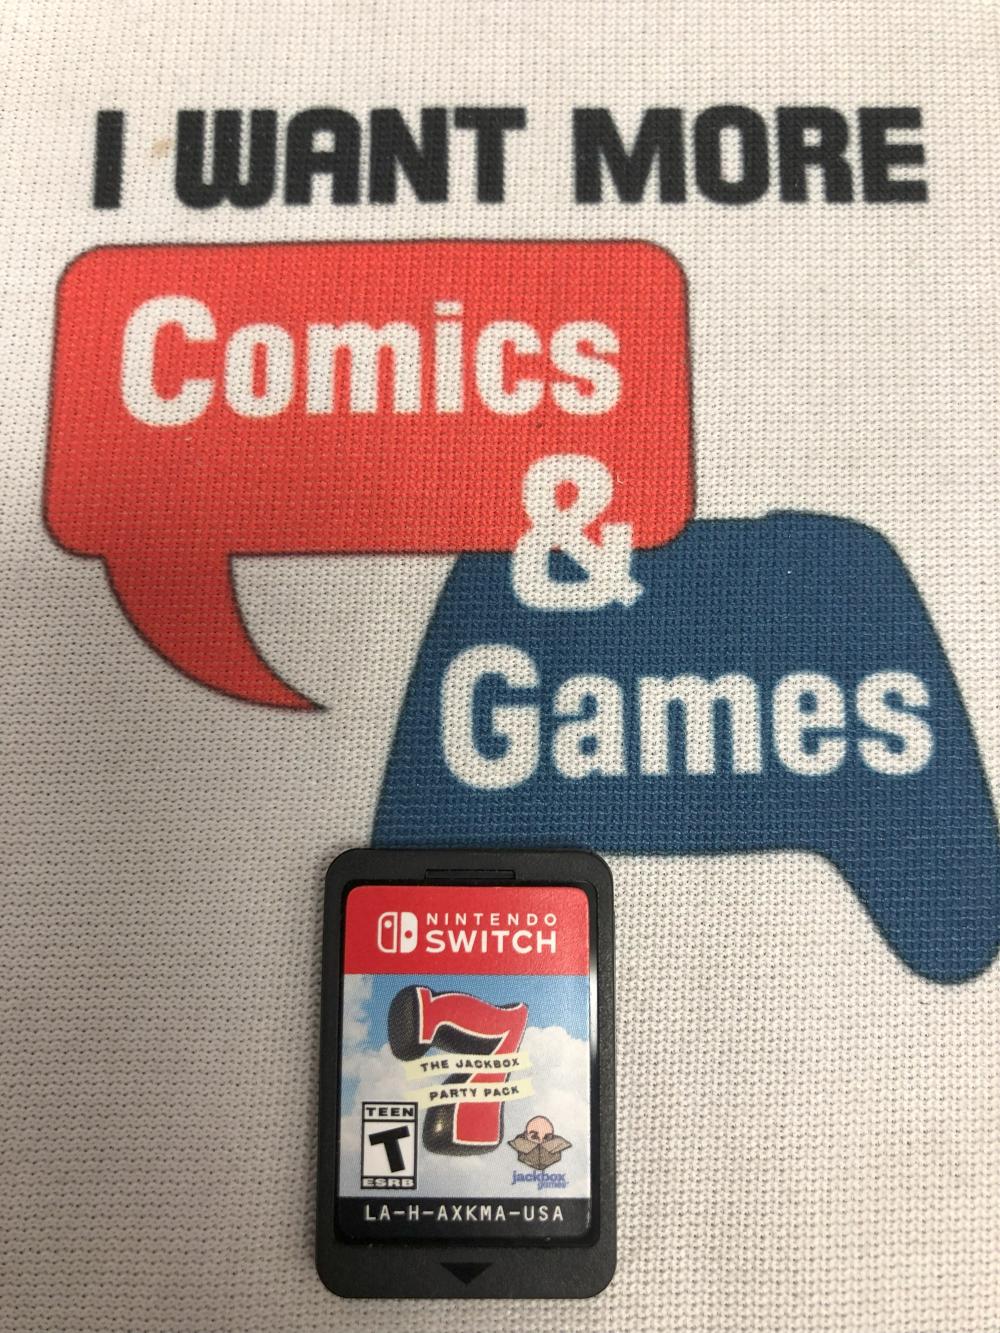 I WANT MORE
Comics
&
Games
NINTENDO
SWITCH
7
THE JACKBOX
PARTY PACK
TEEN
T
ESRB
jackbox
games
LA-H-AXKMA-USA